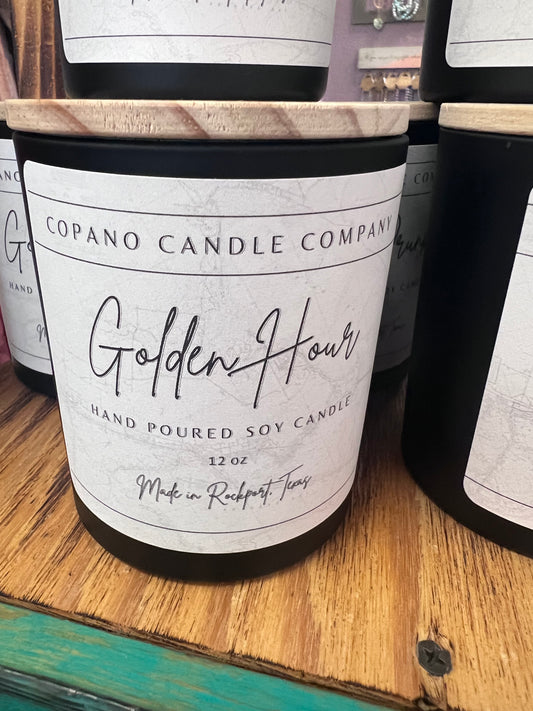 COPANO CANDLE COMPANY
Golden Hour
HAND POURED SOY CANDLE
12 oz
Made in Rockport, Texas